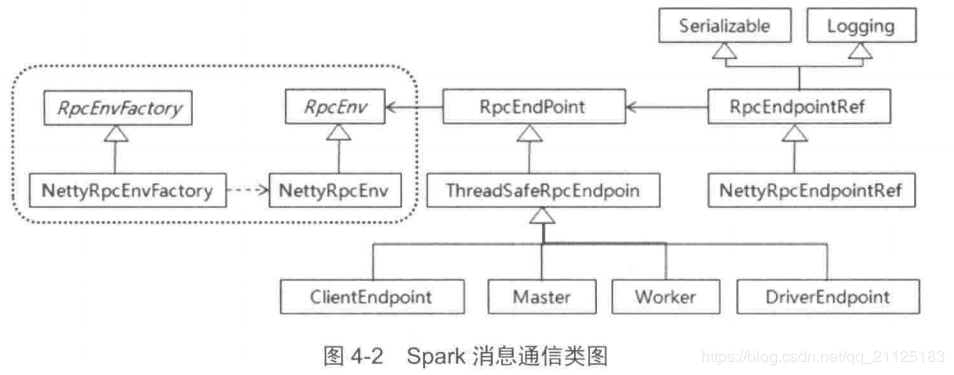 Serializable
Logging
RpcEnvFactory
RpcEnv
RpcEndPoint
RpcEndpointRef
NettyRpcEnvFactory
NettyRpcEnv
ThreadSafeRpcEndpoin
NettyRpcEndpointRef
ClientEndpoint
Master
Worker
DriverEndpoint
图 4-2 Spark 消息通信类图
https://blog.csdn.net/qq_21125183